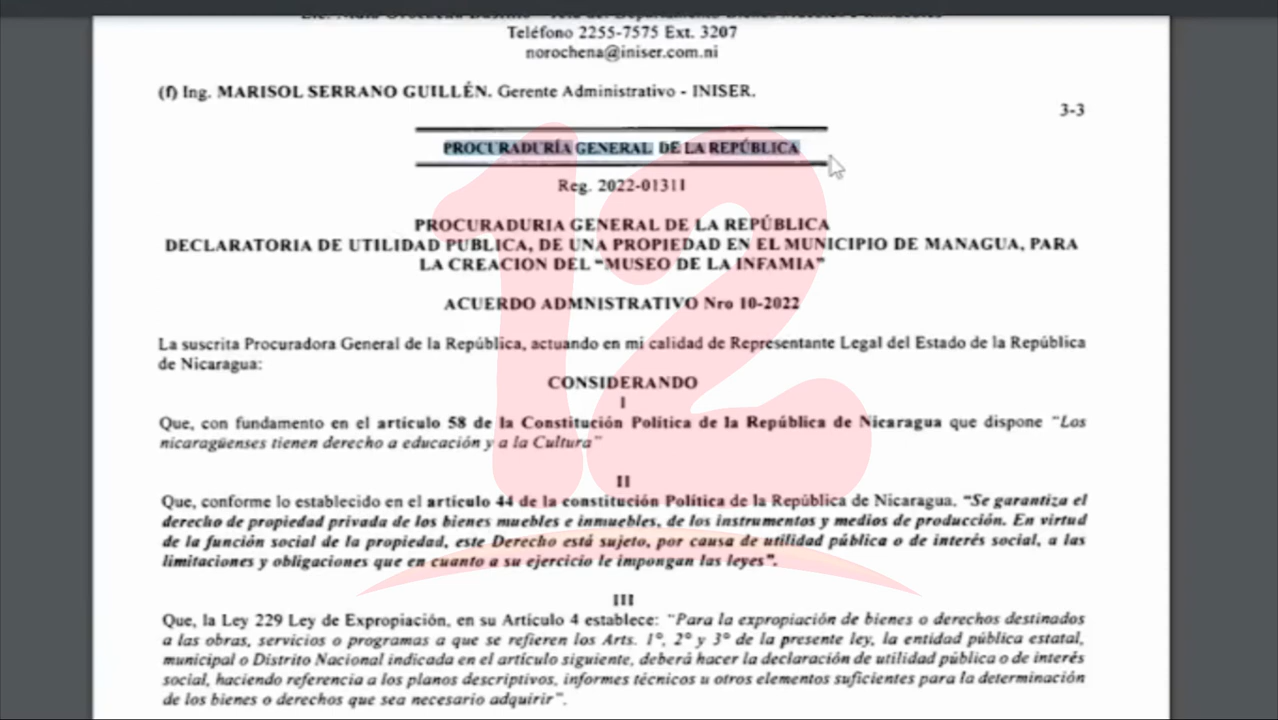 Teléfono 2255-7575 Ext. 3207
norochena@iniser.com.ni
(f) Ing. MARISOL SERRANO GUILLÉN. Gerente Administrativo - INISER.
3-3
PROCURADURÍA GENERAL DE LA REPÚBLICA
Reg. 2022-01311
PROCURADURIA GENERAL DE LA REPÚBLICA
DECLARATORIA DE UTILIDAD PUBLICA, DE UNA PROPIEDAD EN EL MUNICIPIO DE MANAGUA, PARA
LA CREACION DEL “MUSEO DE LA INFAMIA”
ACUERDO ADMNISTRATIVO Nro 10-2022
La suscrita Procuradora General de la República, actuando en mi calidad de Representante Legal del Estado de la República
de Nicaragua:
CONSIDERANDO
I
Que, con fundamento en el artículo 58 de la Constitución Política de la República de Nicaragua que dispone “Los
nicaragüenses tienen derecho a educación y a la Cultura”
II
Que, conforme lo establecido en el artículo 44 de la constitución Política de la República de Nicaragua, “Se garantiza el
derecho de propiedad privada de los bienes muebles e inmuebles, de los instrumentos y medios de producción. En virtud
de la función social de la propiedad, este Derecho está sujeto, por causa de utilidad pública o de interés social, a las
limitaciones y obligaciones que en cuanto a su ejercicio le impongan las leyes”.
III
Que, la Ley 229 Ley de Expropiación, en su Artículo 4 establece: “Para la expropiación de bienes o derechos destinados
a las obras, servicios o programas a que se refieren los Arts. 1°, 2° y 3° de la presente ley, la entidad pública estatal,
municipal o Distrito Nacional indicada en el artículo siguiente, deberá hacer la declaración de utilidad pública o de interés
social, haciendo referencia a los planos descriptivos, informes técnicos u otros elementos suficientes para la determinación
de los bienes o derechos que sea necesario adquirir”.
12